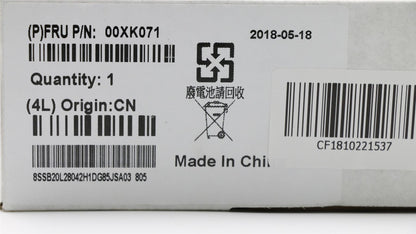 (P)FRU P/N: 00XK071
2018-05-18
Quantity: 1
廢電池請回收
(4L) Origin:CN
Made In Chi
CF1810221537
8SSB20L28042H1DG85JSA03 805